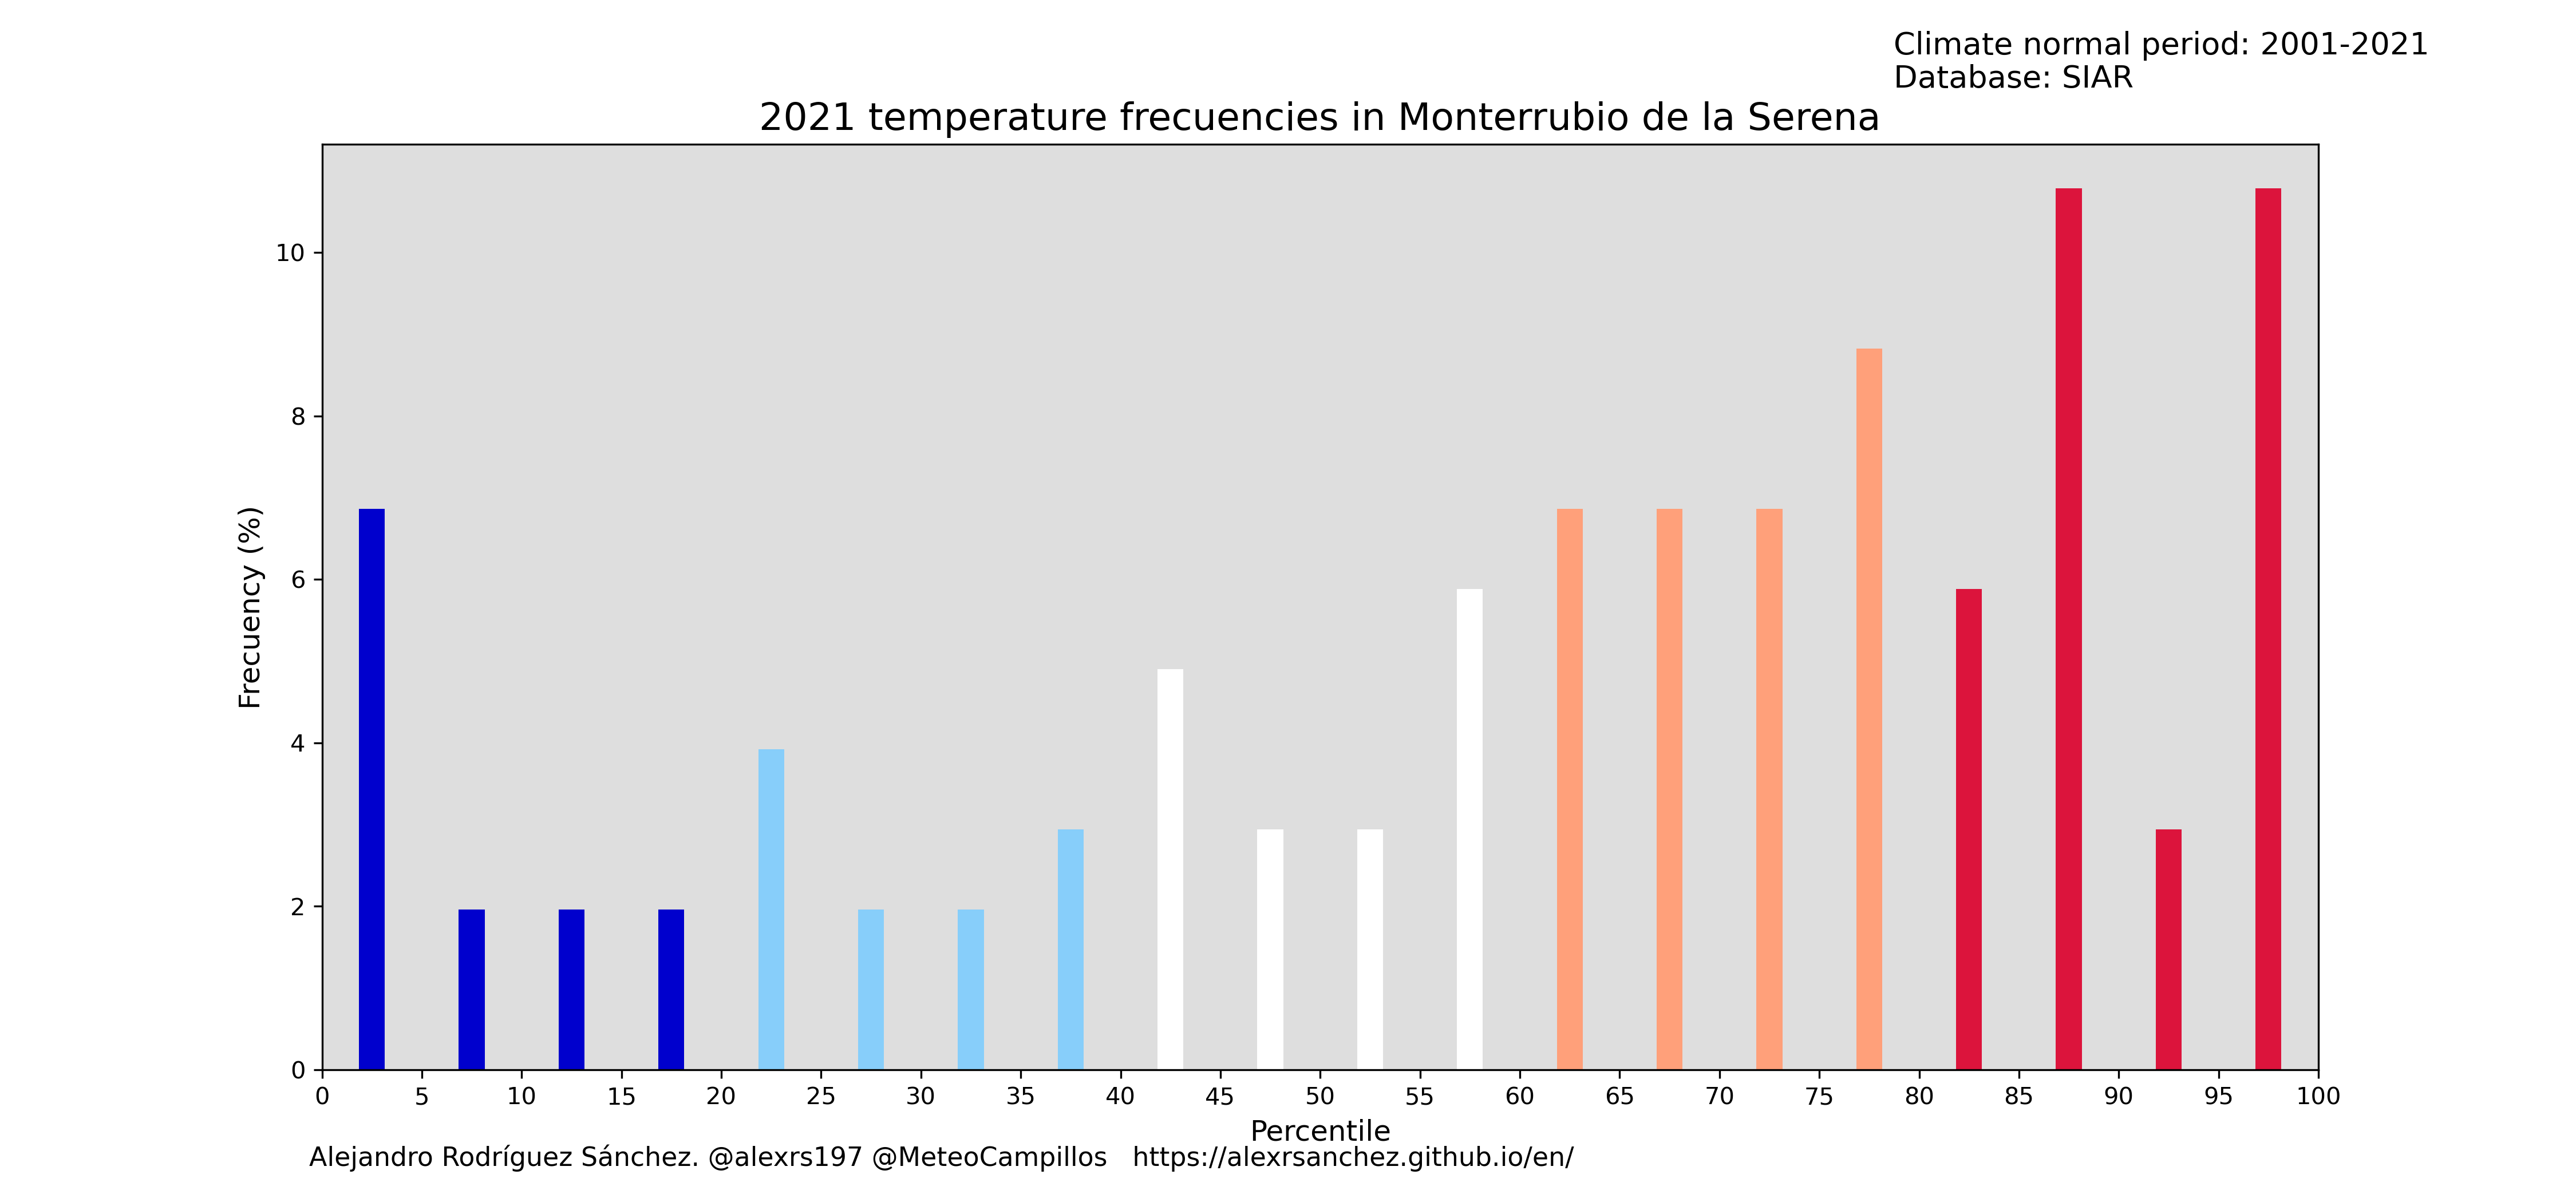 Climate normal period: 2001-2021
Database: SIAR
2021 temperature frecuencies in Monterrubio de la Serena
10
8
6
4
2
0
Frecuency (%)
0 5 10 15 20 25 30 35 40 45 50 55 60 65 70 75 80 85 90 95 100
Percentile
Alejandro Rodríguez Sánchez. @alexrs197 @MeteoCampillos https://alexrsanchez.github.io/en/